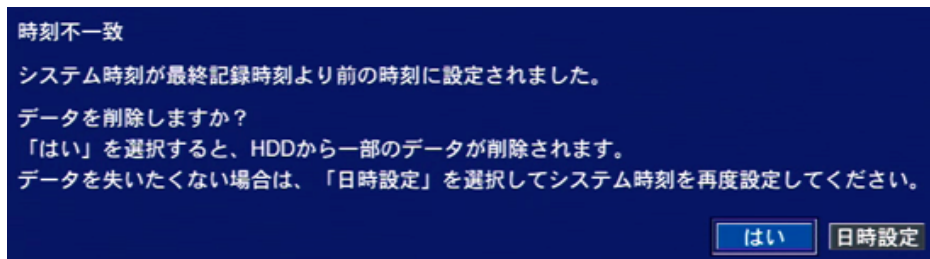 時刻不一致
システム時刻が最終記録時刻より前の時刻に設定されました。
データを削除しますか？
「はい」を選択すると、HDDから一部のデータが削除されます。
データを失いたくない場合は、「日時設定」を選択してシステム時刻を再度設定してください。
はい 日時設定